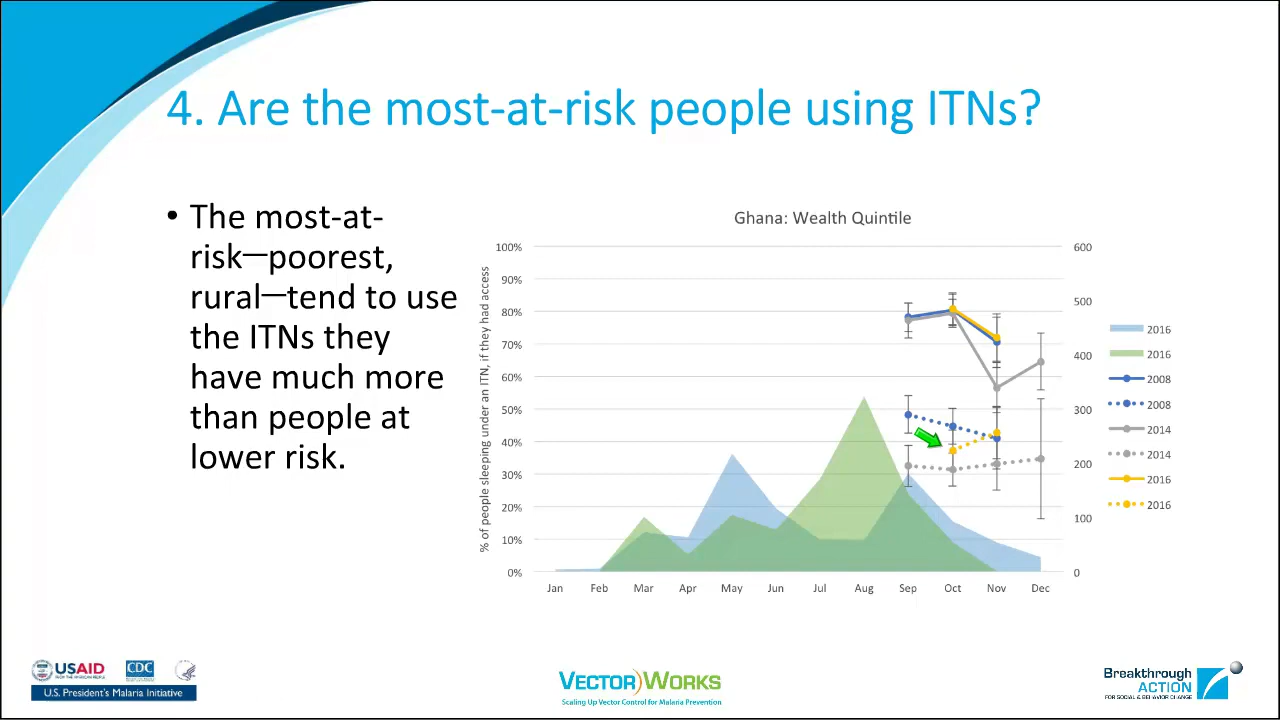 4. Are the most-at-risk people using ITNs?
• The most-at-
risk—poorest,
rural—tend to use
the ITNs they
have much more
than people at
lower risk.
Ghana: Wealth Quintile
% of people sleeping under an ITN, if they had access
100%
90%
80%
70%
60%
50%
40%
30%
20%
10%
0%
600
500
400
300
200
100
0
Jan Feb Mar Apr May Jun Jul Aug Sep Oct Nov Dec
2016
2016
2008
2008
2014
2014
2016
2016
USAID
FROM THE AMERICAN PEOPLE
CDC
U.S. President's Malaria Initiative
VECTORWORKS
Scaling Up Vector Control for Malaria Prevention
Breakthrough
ACTION
FOR SOCIAL & BEHAVIOR CHANGE